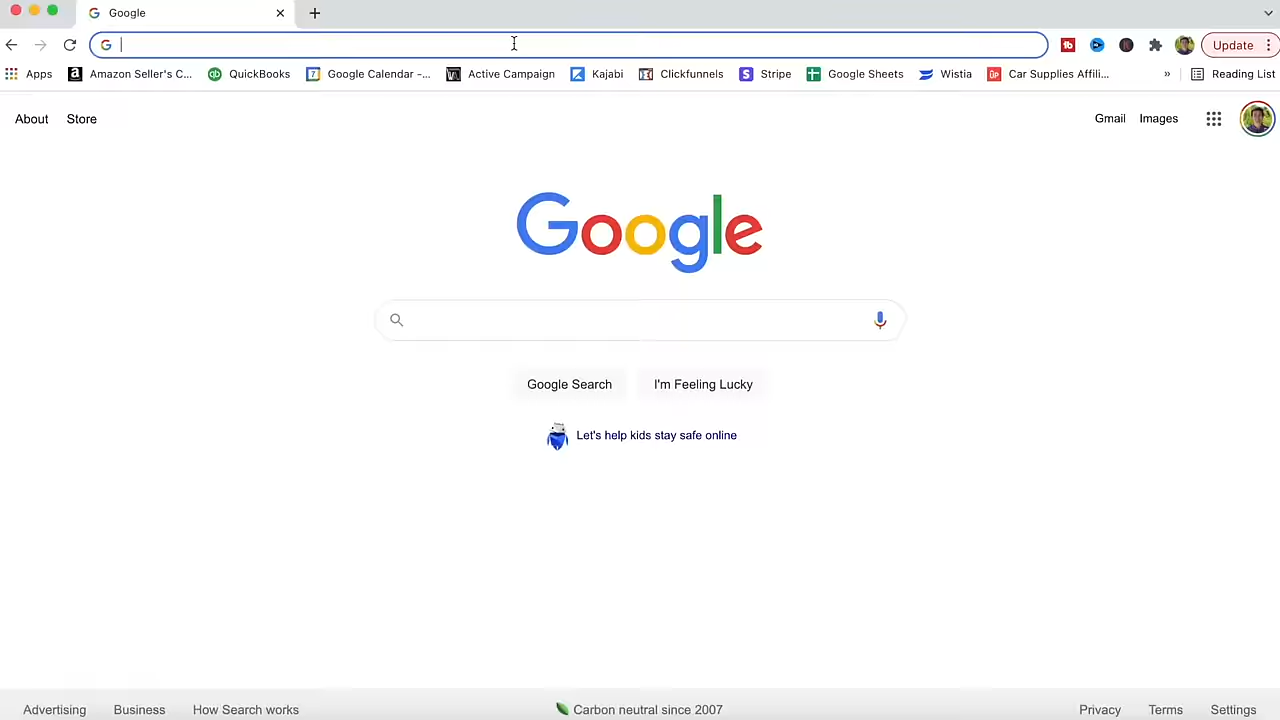 Google
Update
Apps
Amazon Seller's C...
QuickBooks
Google Calendar -...
Active Campaign
Kajabi
Clickfunnels
Stripe
Google Sheets
Wistia
Car Supplies Affili...
»
Reading List
About
Store
Gmail
Images
Google
Google Search
I'm Feeling Lucky
Let's help kids stay safe online
Advertising
Business
How Search works
Carbon neutral since 2007
Privacy
Terms
Settings